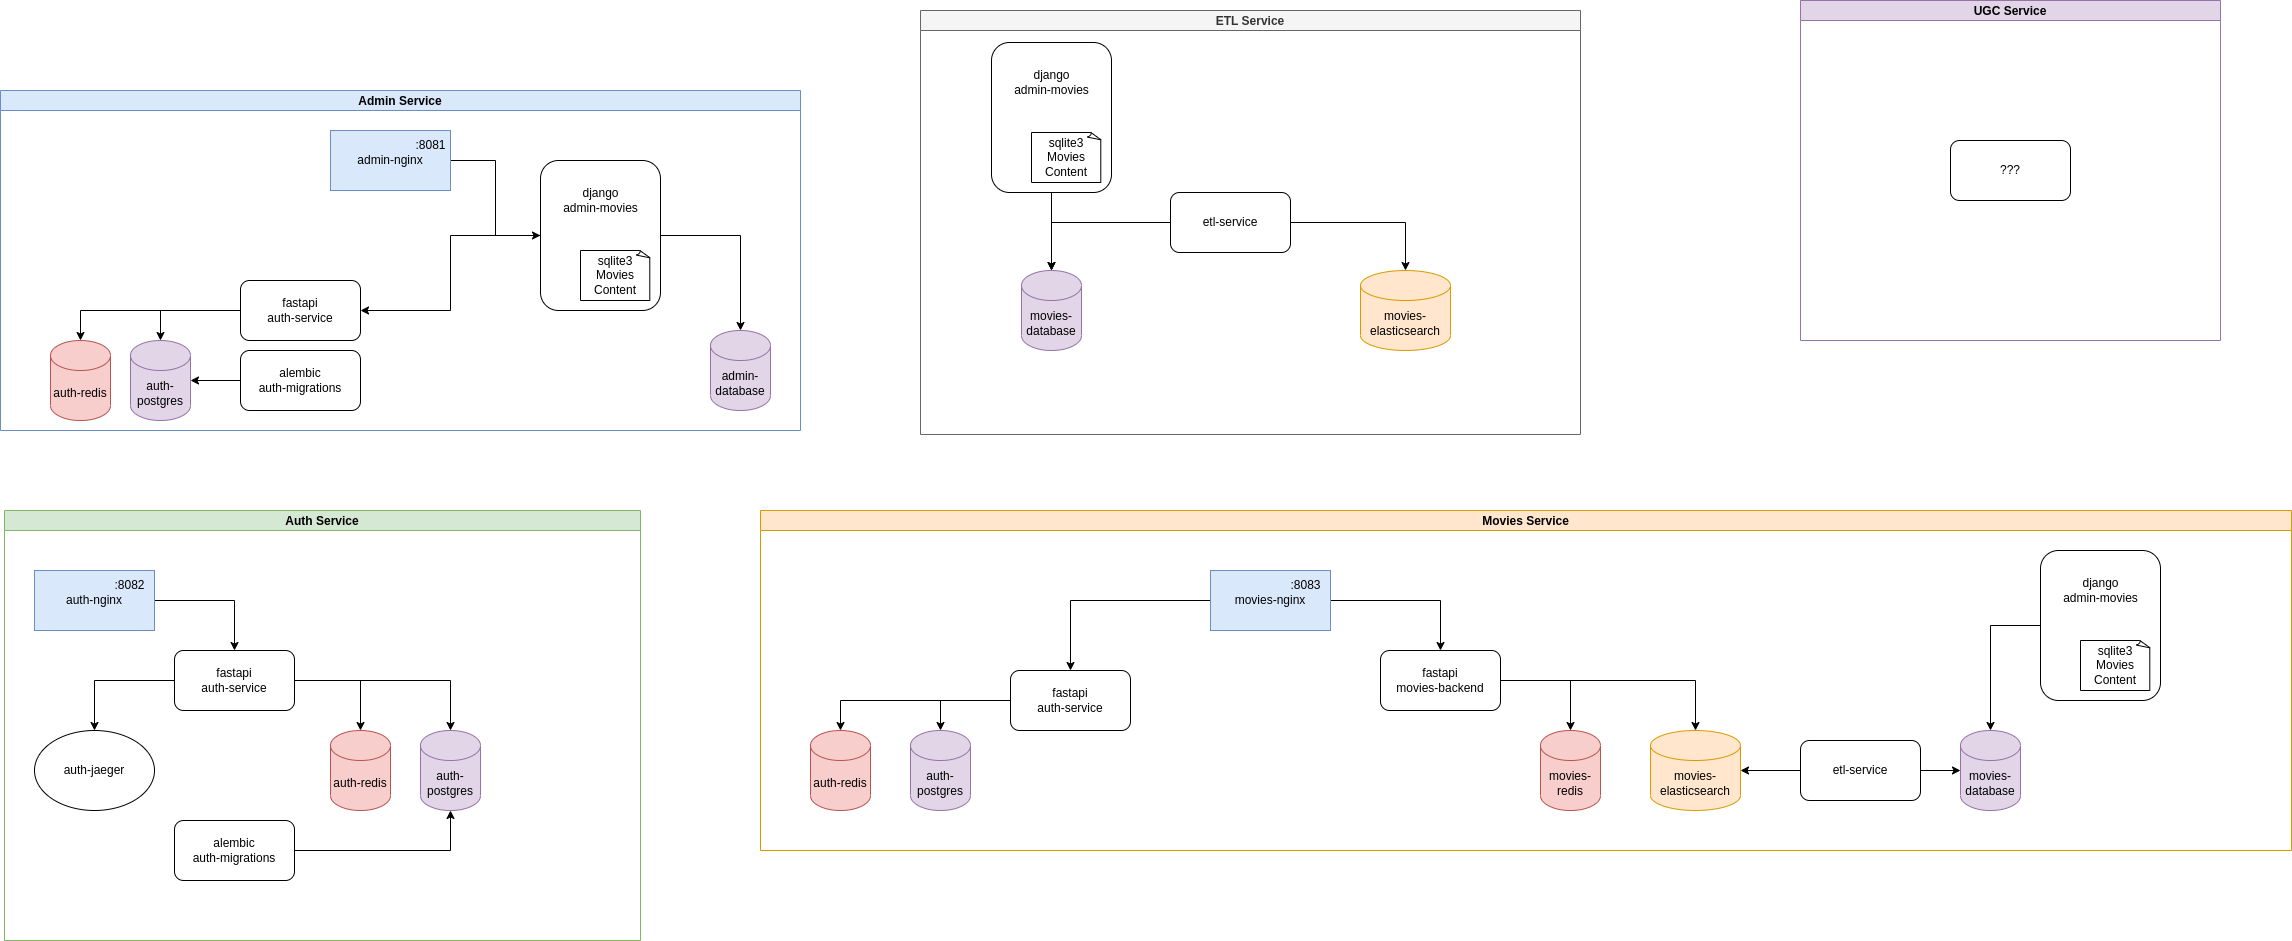 Admin Service
:8081
admin-nginx
django
admin-movies
sqlite3
Movies
Content
fastapi
auth-service
alembic
auth-migrations
auth-redis
auth-
postgres
admin-
database
ETL Service
django
admin-movies
sqlite3
Movies
Content
etl-service
movies-
database
movies-
elasticsearch
UGC Service
???
Auth Service
:8082
auth-nginx
fastapi
auth-service
auth-jaeger
auth-redis
auth-
postgres
alembic
auth-migrations
Movies Service
:8083
movies-nginx
fastapi
auth-service
auth-redis
auth-
postgres
fastapi
movies-backend
movies-
redis
movies-
elasticsearch
etl-service
movies-
database
django
admin-movies
sqlite3
Movies
Content